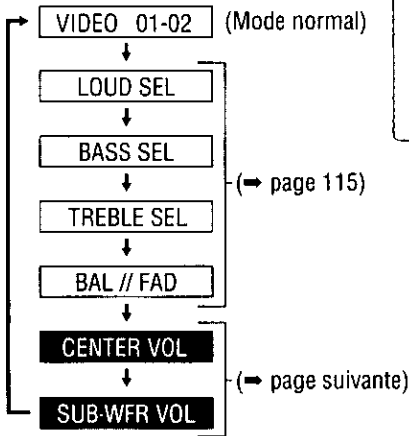 VIDEO 01-02 (Mode normal)
LOUD SEL
BASS SEL
(➡ page 115)
TREBLE SEL
BAL // FAD
CENTER VOL
(➡ page suivante)
SUB-WFR VOL